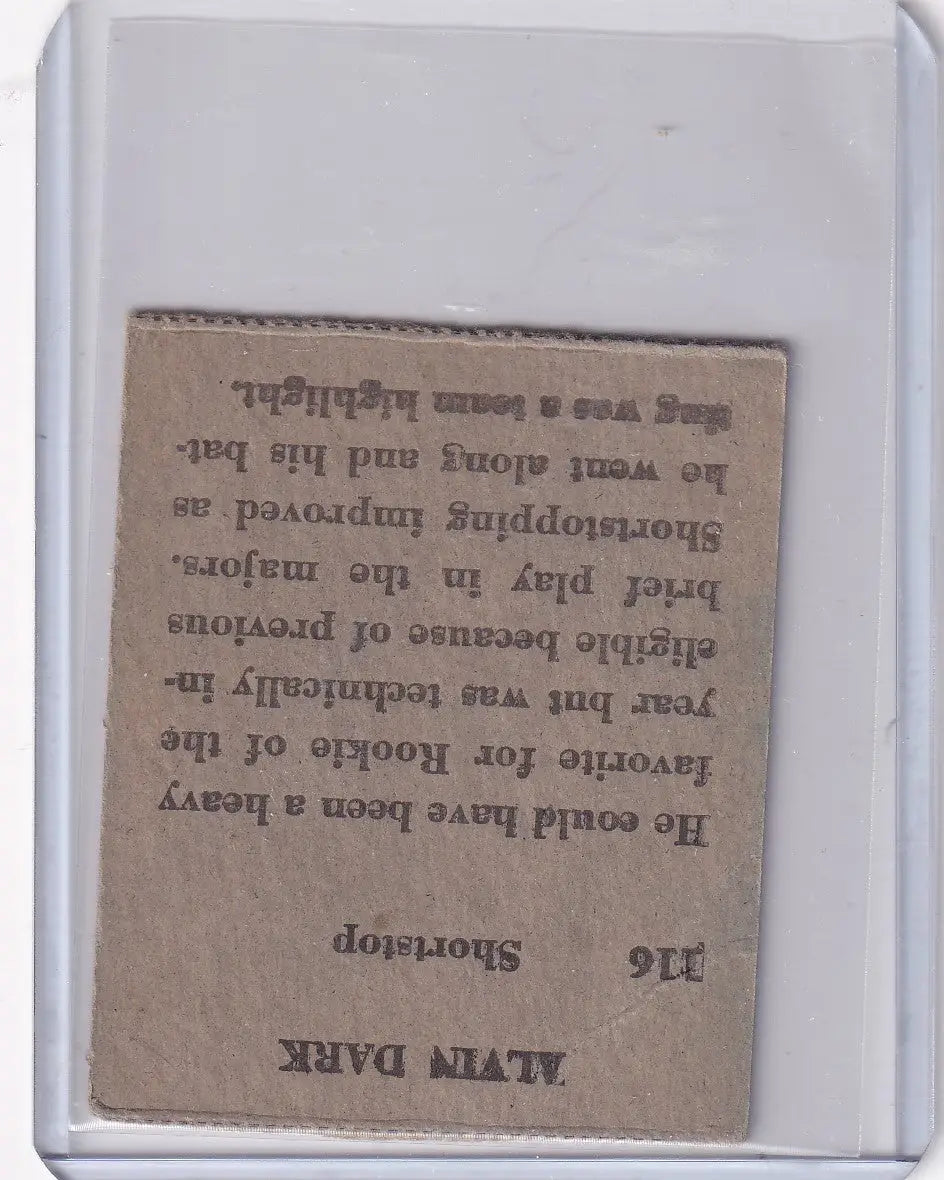 ALVIN DARK
116 Shortstop
He could have been a heavy
favorite for Rookie of the
year but was technically in-
eligible because of previous
brief play in the majors.
Shortstopping improved as
he went along and his bat-
ting was a team highlight.